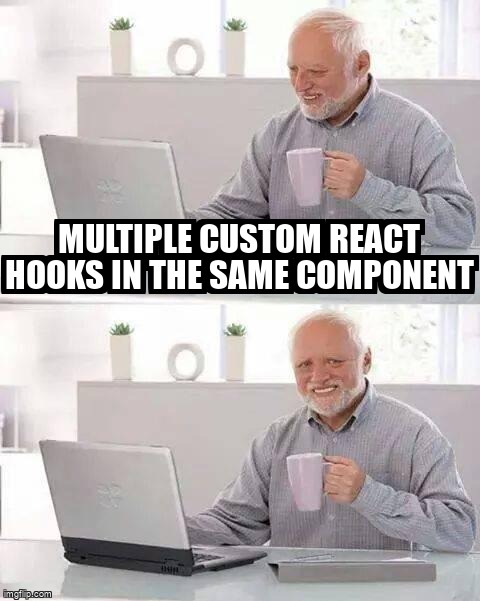 MULTIPLE CUSTOM REACT
HOOKS IN THE SAME COMPONENT
imgflip.com